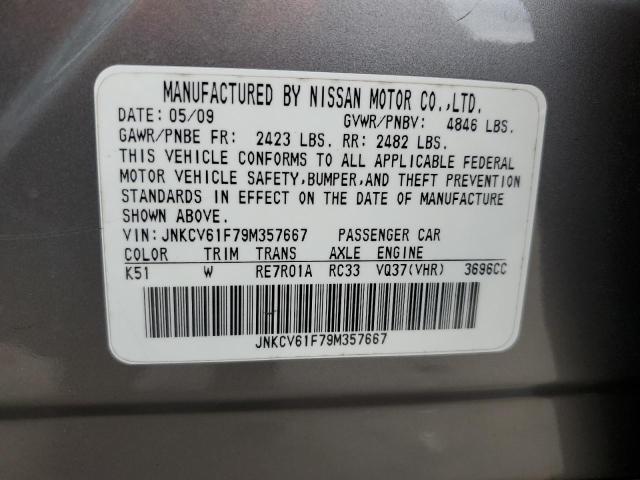 MANUFACTURED BY NISSAN MOTOR CO.,LTD.
DATE: 05/09 GVWR/PNBV: 4846 LBS.
GAWR/PNBE FR: 2423 LBS. RR: 2482 LBS.
THIS VEHICLE CONFORMS TO ALL APPLICABLE FEDERAL
MOTOR VEHICLE SAFETY,BUMPER,AND THEFT PREVENTION
STANDARDS IN EFFECT ON THE DATE OF MANUFACTURE
SHOWN ABOVE.
VIN:JNKCV61F79M357667 PASSENGER CAR
COLOR TRIM TRANS AXLE ENGINE
K51 W RE7R01A RC33 VQ37(VHR) 3696CC
JNKCV61F79M357667